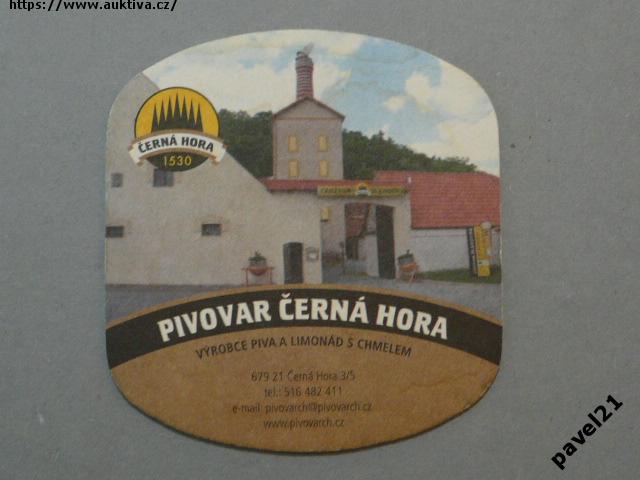 https://www.auktiva.cz/
ČERNÁ HORA
1530
PIVOVAR ČERNÁ HORA
VÝROBCE PIVA A LIMONÁD S CHMELEM
679 21 Černá Hora 3/5
tel.: 516 482 411
e-mail: pivovarch@pivovarch.cz
www.pivovarch.cz
pavel21